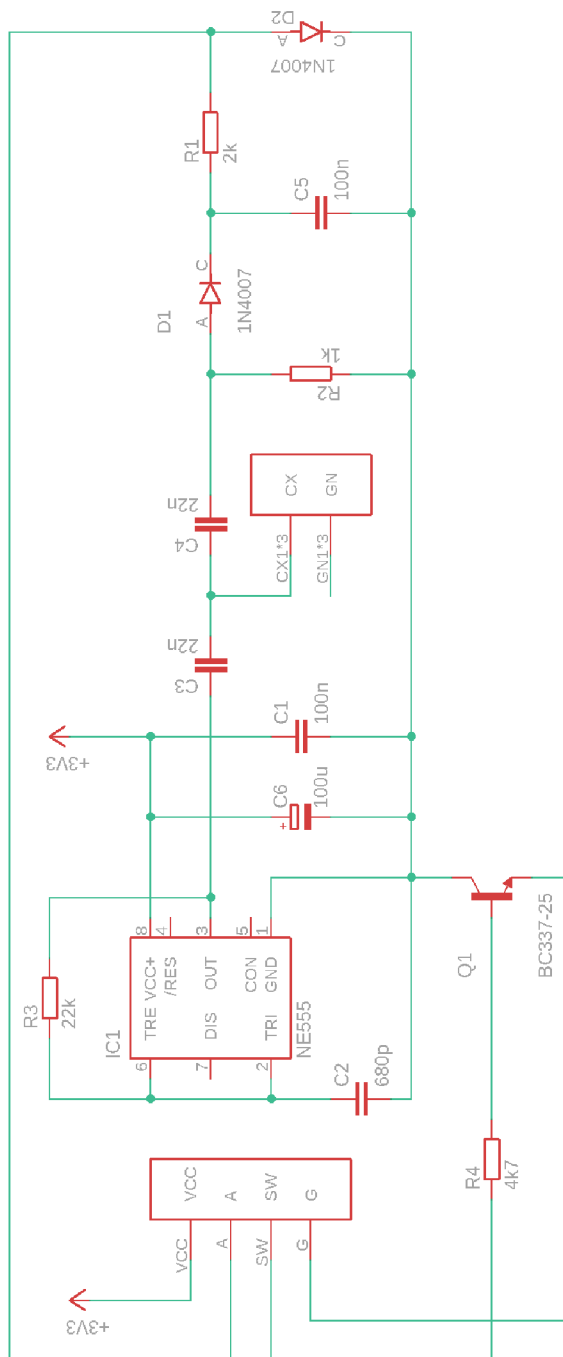 D2
A
C
1N4007
R1
2k
C5
100n
C
1N4007
D1
A
1k
R2
22n
CX
GN
C4
CX1*3
GN1*3
22n
C3
C1
100n
+3V3
C6
100u
+
8
4
3
5
1
VCC+
/RES
OUT
CON
GND
Q1
BC337-25
R3
22k
TRE
DIS
TRI
IC1
NE555
6
7
2
C2
680p
R4
4k7
VCC
A
SW
G
VCC
A
SW
G
+3V3